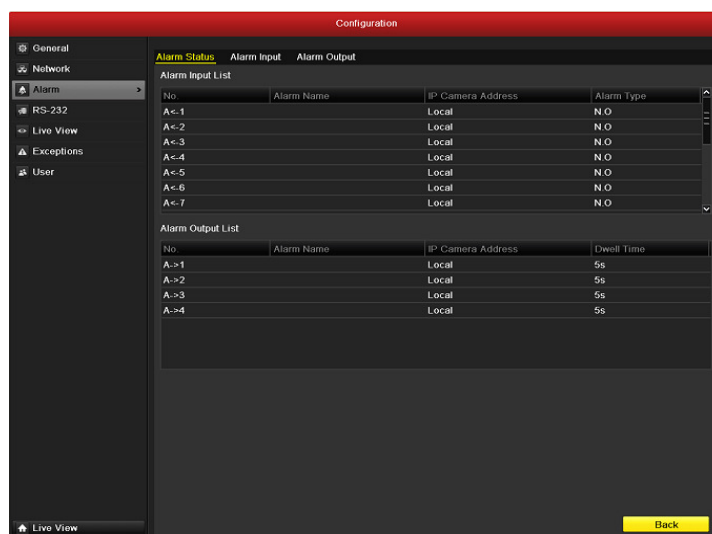 Configuration
General
Network
Alarm
RS-232
Live View
Exceptions
User
Alarm Status Alarm Input Alarm Output
Alarm Input List
No. Alarm Name IP Camera Address Alarm Type
A<-1 Local N.O
A<-2 Local N.O
A<-3 Local N.O
A<-4 Local N.O
A<-5 Local N.O
A<-6 Local N.O
A<-7 Local N.O
Alarm Output List
No. Alarm Name IP Camera Address Dwell Time
A->1 Local 5s
A->2 Local 5s
A->3 Local 5s
A->4 Local 5s
Live View
Back